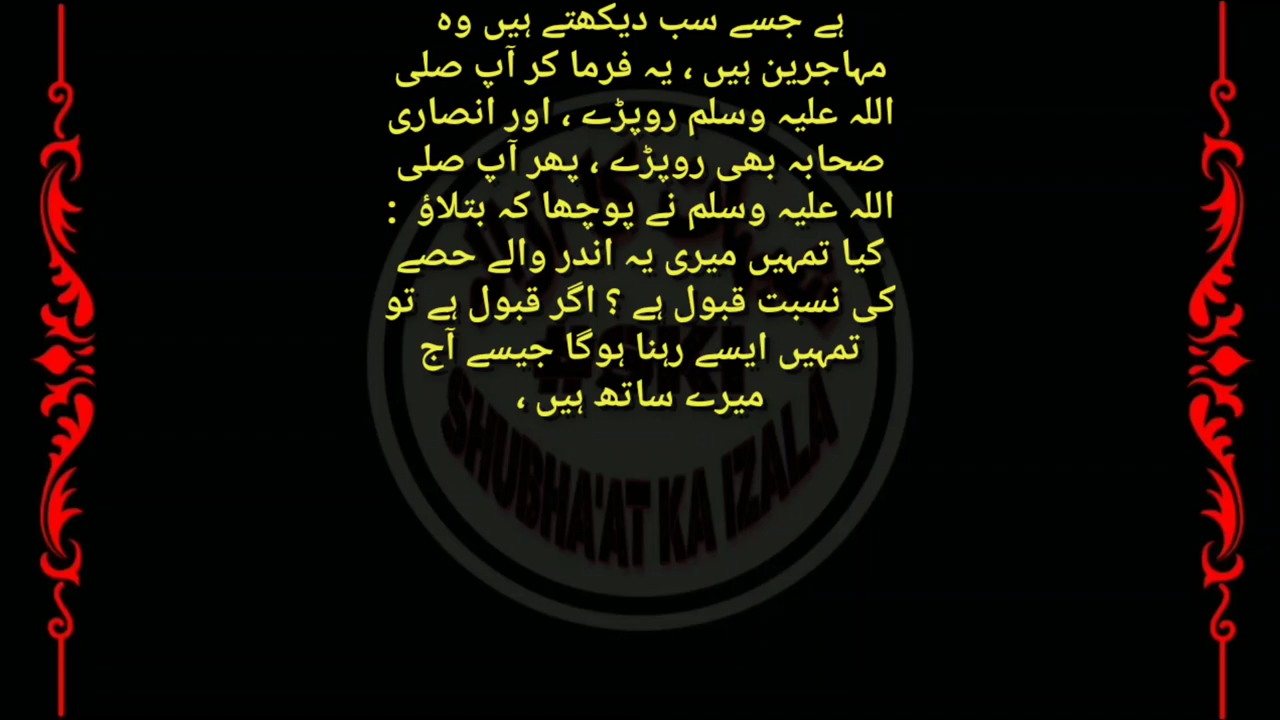 ہے جسے سب دیکھتے ہیں وہ
مہاجرین ہیں ، یہ فرما کر آپ صلی
اللہ علیہ وسلم روپڑے ، اور انصاری
صحابہ بھی روپڑے ، پھر آپ صلی
اللہ علیہ وسلم نے پوچھا کہ بتلاؤ :
کیا تمہیں میری یہ اندر والے حصے
کی نسبت قبول ہے ؟ اگر قبول ہے تو
تمہیں ایسے رہنا ہوگا جیسے آج
میرے ساتھ ہیں ،
#SKI
SHUBHA'AT KA IZALA